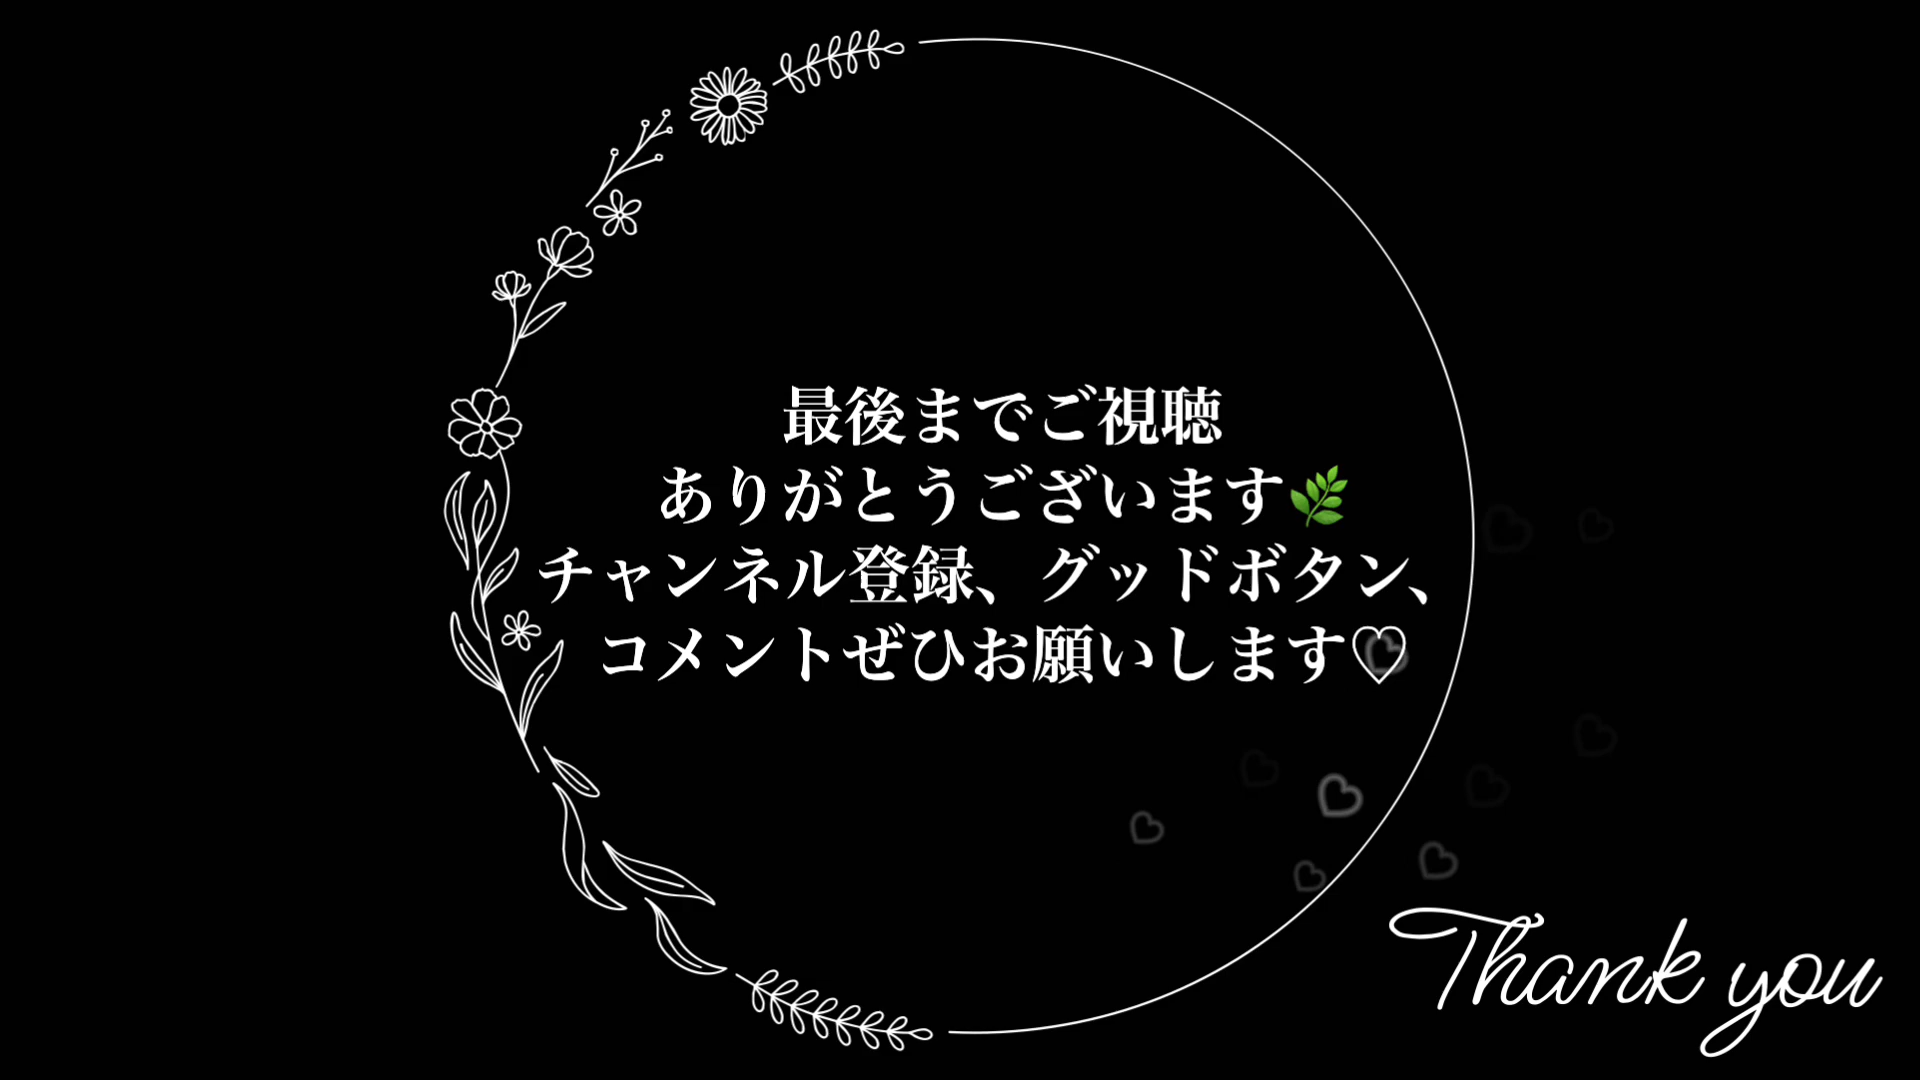 最後までご視聴
ありがとうございます🌿
チャンネル登録、グッドボタン、
コメントぜひお願いします♡
Thank you